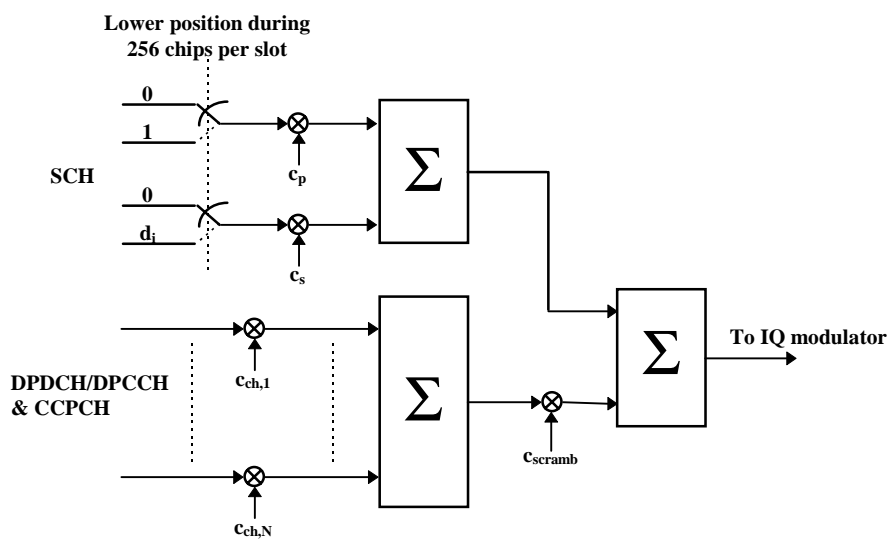 Lower position during
256 chips per slot
0
1
c_p
SCH
0
d_i
c_s
Σ
Σ
To IQ modulator
c_ch,1
DPDCH/DPCCH
& CCPCH
Σ
c_scramb
c_ch,N